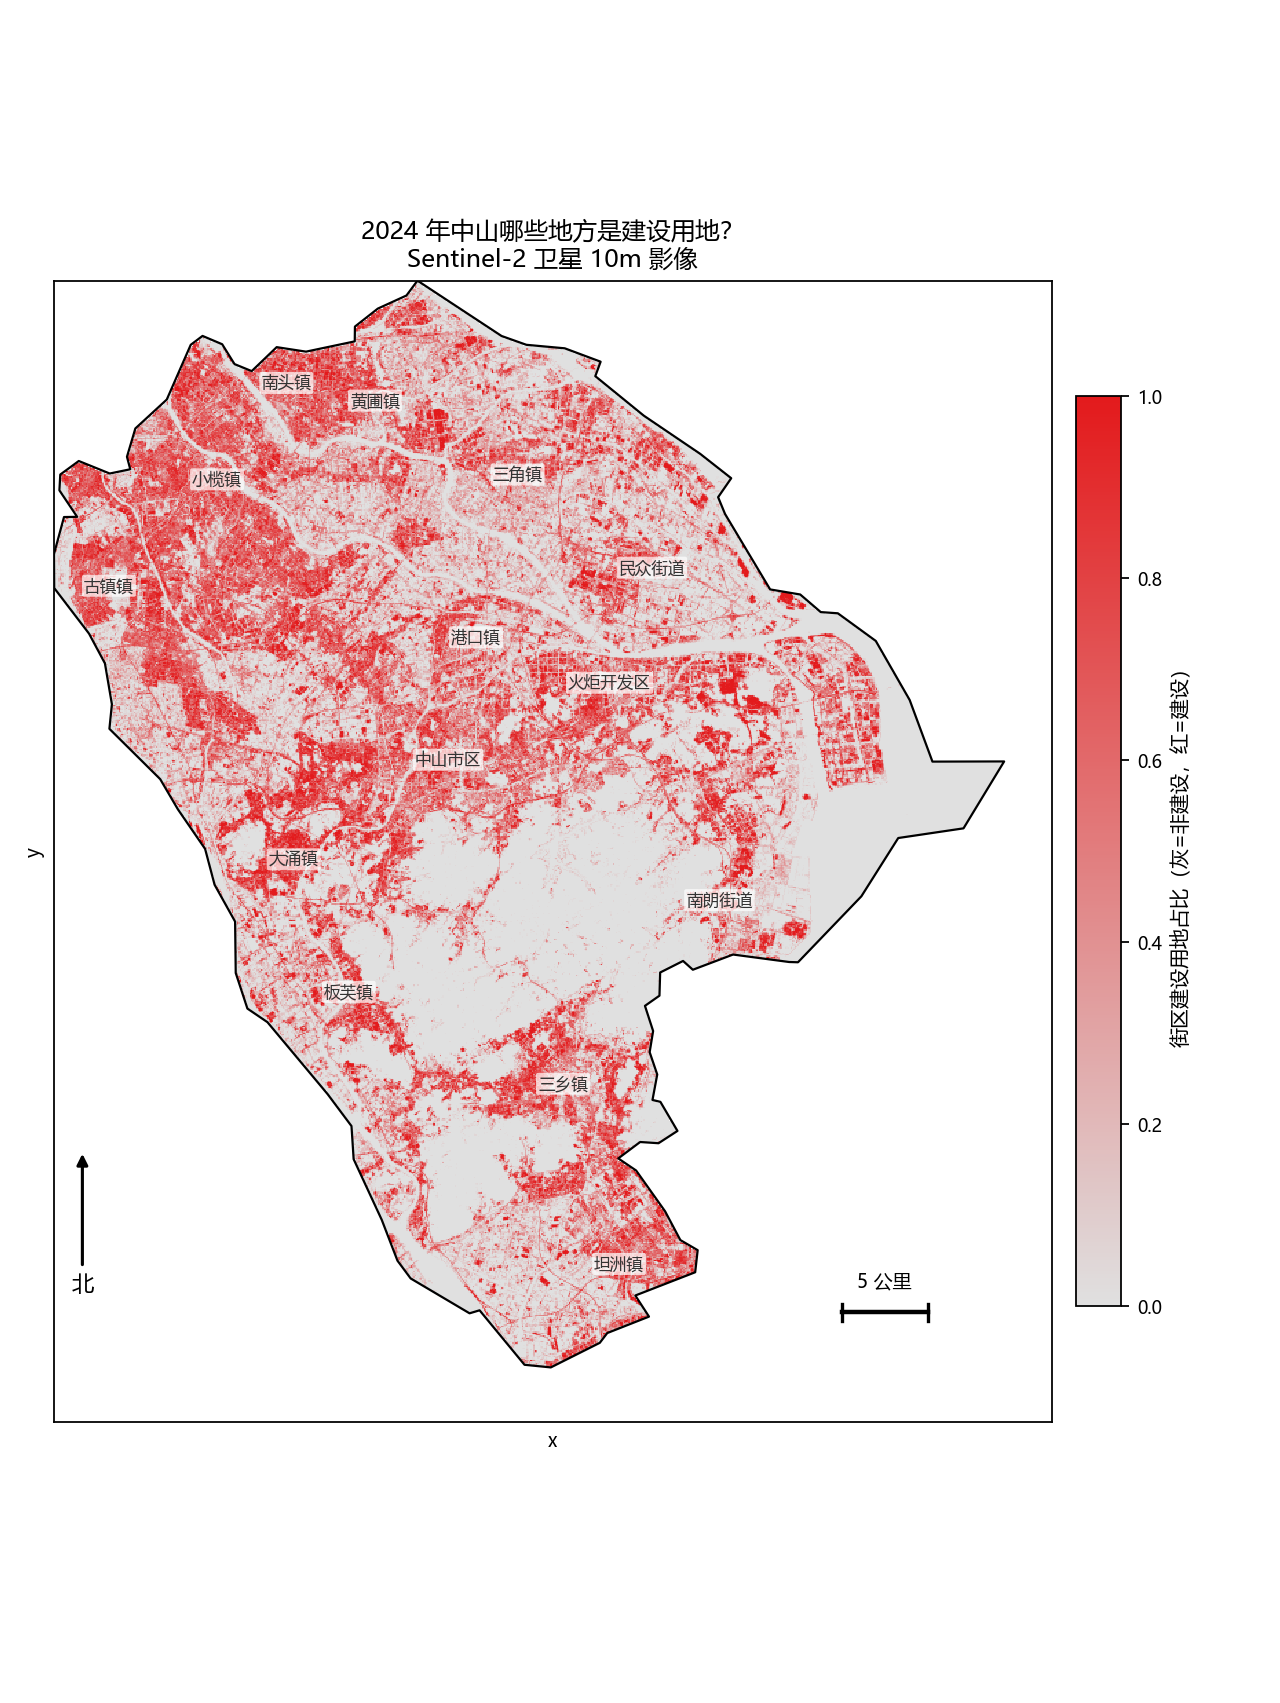 2024 年中山哪些地方是建设用地？
Sentinel-2 卫星 10m 影像
南头镇
黄圃镇
小榄镇
三角镇
古镇镇
民众街道
港口镇
火炬开发区
中山市区
大涌镇
南朗街道
板芙镇
三乡镇
坦洲镇
北
5 公里
x
y
1.0
0.8
0.6
0.4
0.2
0.0
街区建设用地占比（灰=非建设，红=建设）